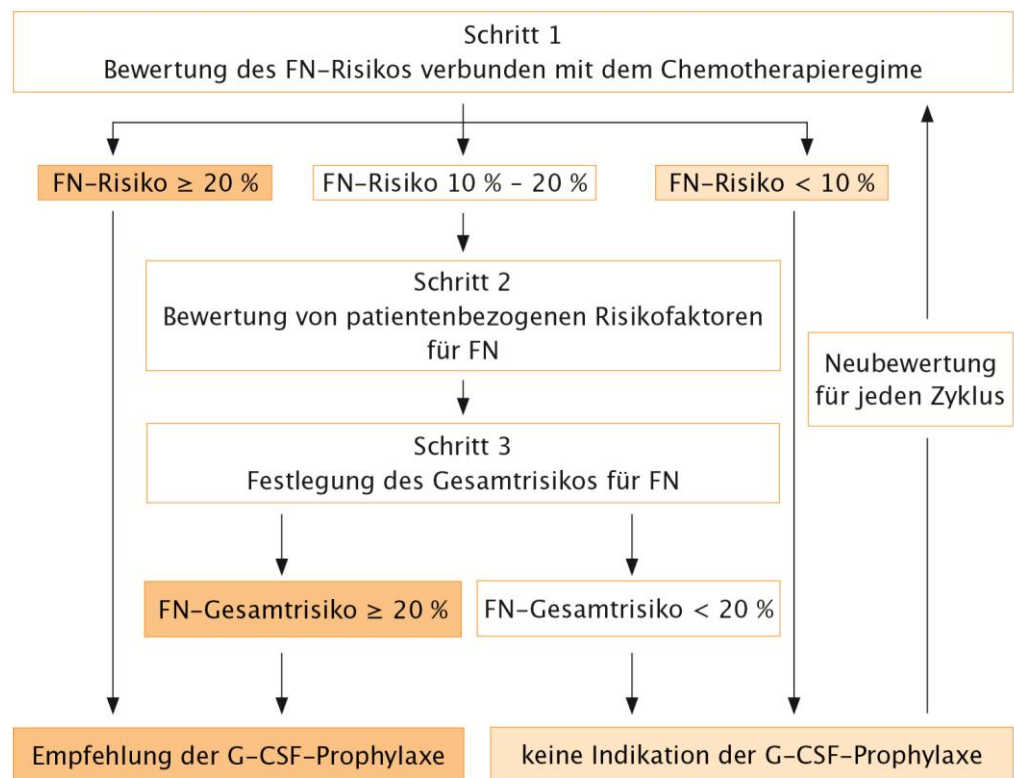 Schritt 1
Bewertung des FN-Risikos verbunden mit dem Chemotherapieregime
FN-Risiko ≥ 20 %
FN-Risiko 10 % – 20 %
FN-Risiko < 10 %
Schritt 2
Bewertung von patientenbezogenen Risikofaktoren
für FN
Neubewertung
für jeden Zyklus
Schritt 3
Festlegung des Gesamtrisikos für FN
FN-Gesamtrisiko ≥ 20 %
FN-Gesamtrisiko < 20 %
Empfehlung der G-CSF-Prophylaxe
keine Indikation der G-CSF-Prophylaxe